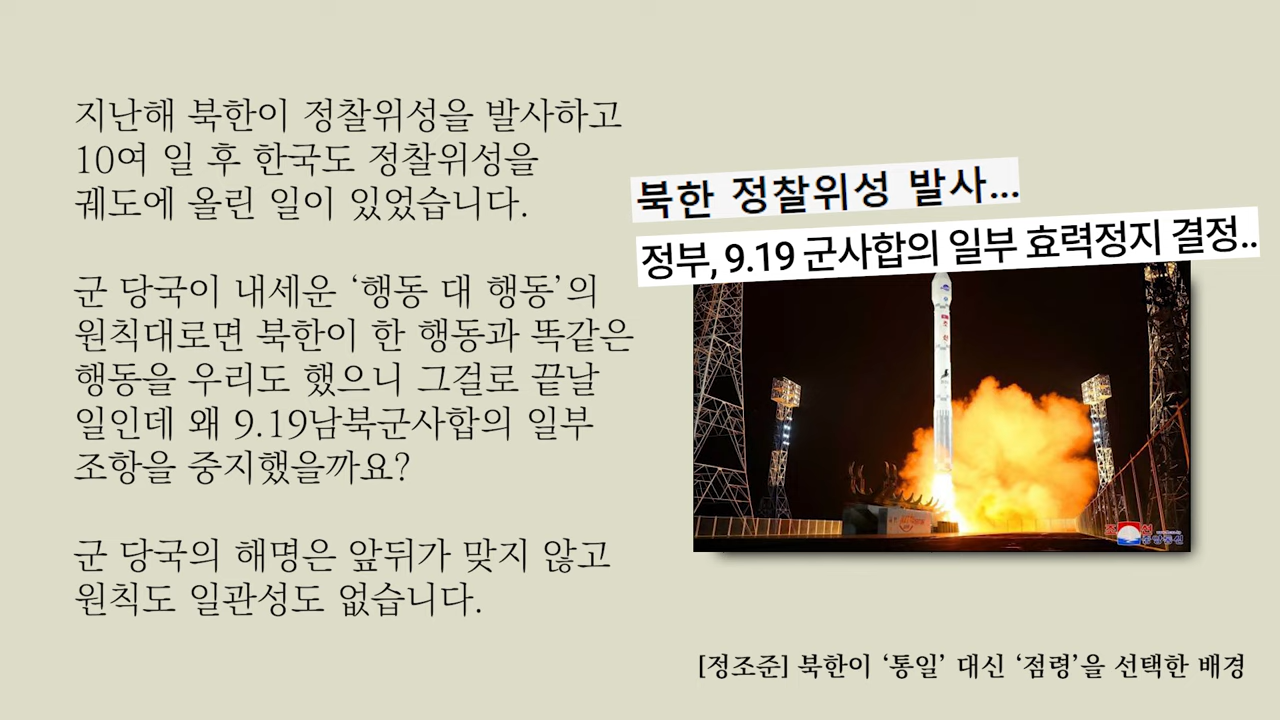 지난해 북한이 정찰위성을 발사하고
10여 일 후 한국도 정찰위성을
궤도에 올린 일이 있었습니다.
군 당국이 내세운 ‘행동 대 행동’의
원칙대로면 북한이 한 행동과 똑같은
행동을 우리도 했으니 그걸로 끝날
일인데 왜 9.19남북군사합의 일부
조항을 중지했을까요?
군 당국의 해명은 앞뒤가 맞지 않고
원칙도 일관성도 없습니다.
북한 정찰위성 발사...
정부, 9.19 군사합의 일부 효력정지 결정..
조선
중앙통신
[정조준] 북한이 ‘통일’ 대신 ‘점령’을 선택한 배경